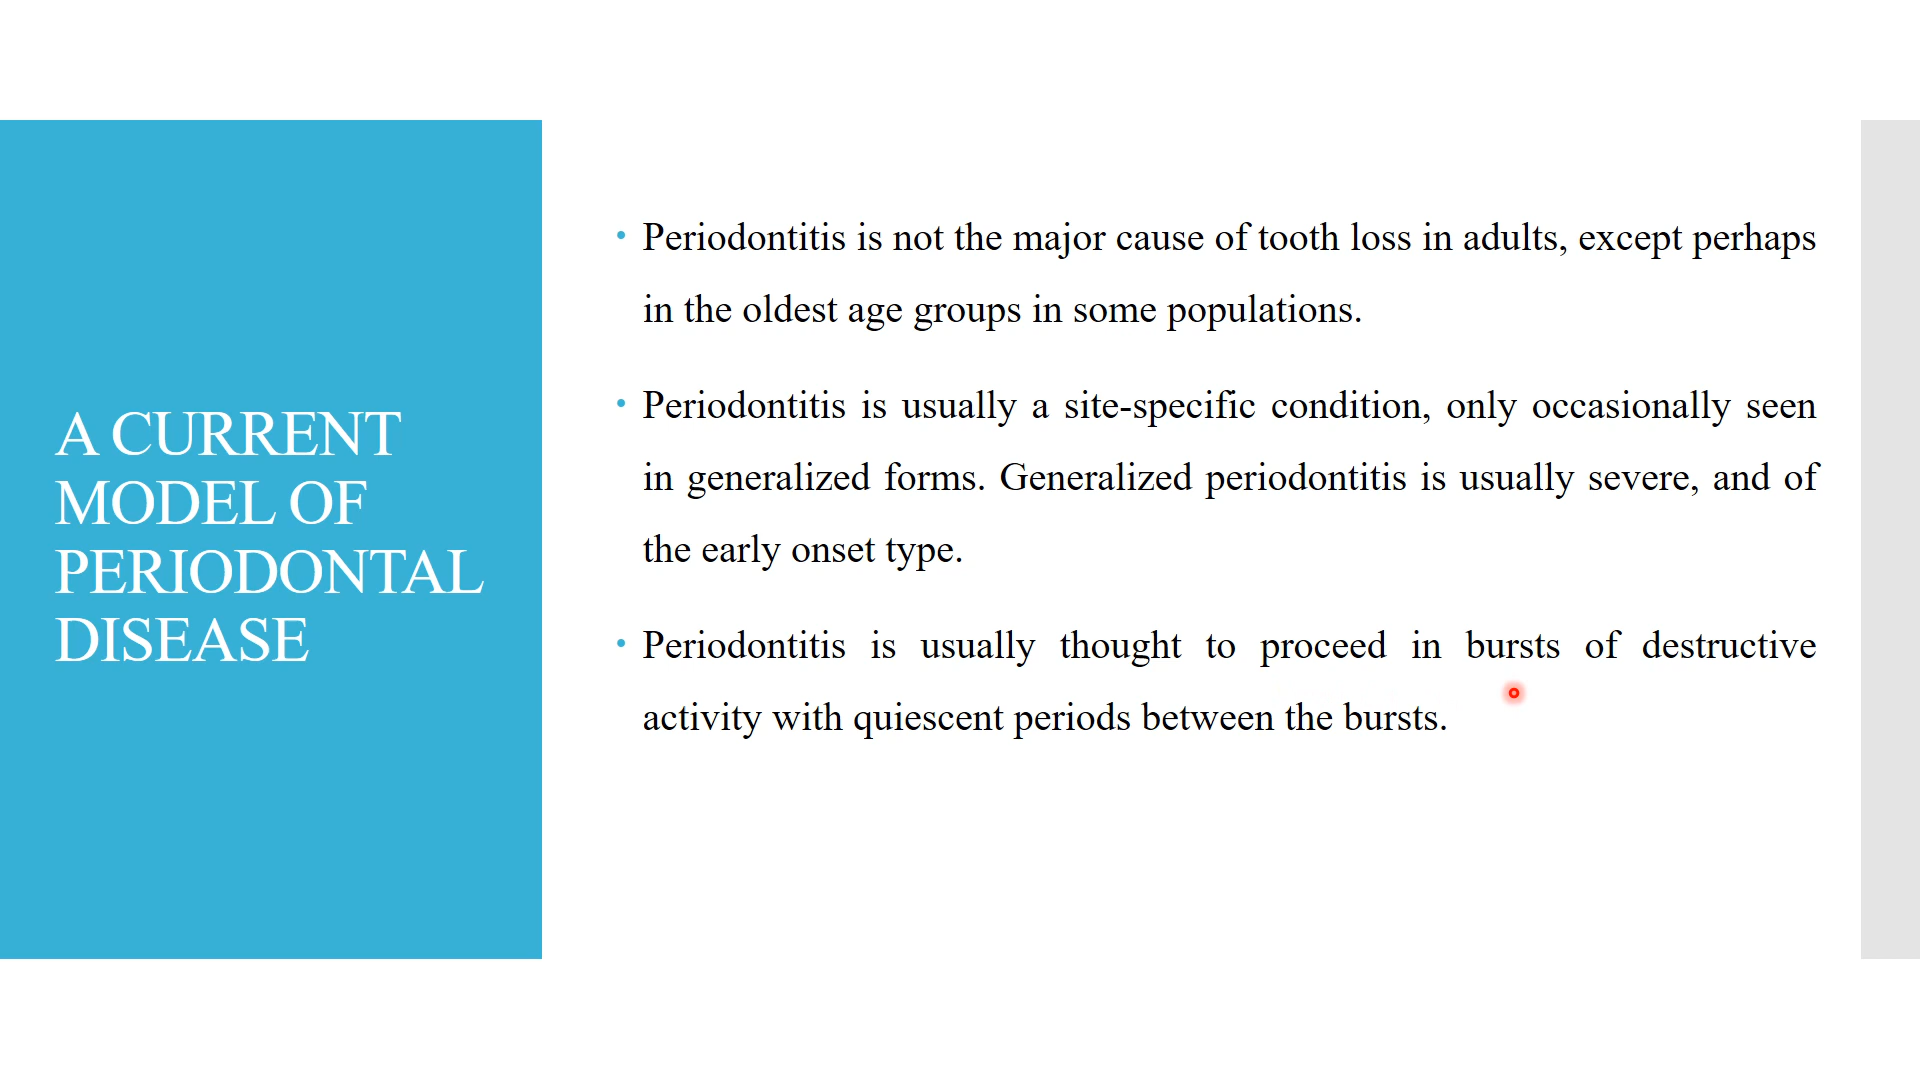 A CURRENT
MODEL OF
PERIODONTAL
DISEASE
• Periodontitis is not the major cause of tooth loss in adults, except perhaps
in the oldest age groups in some populations.
• Periodontitis is usually a site-specific condition, only occasionally seen
in generalized forms. Generalized periodontitis is usually severe, and of
the early onset type.
• Periodontitis is usually thought to proceed in bursts of destructive
activity with quiescent periods between the bursts.